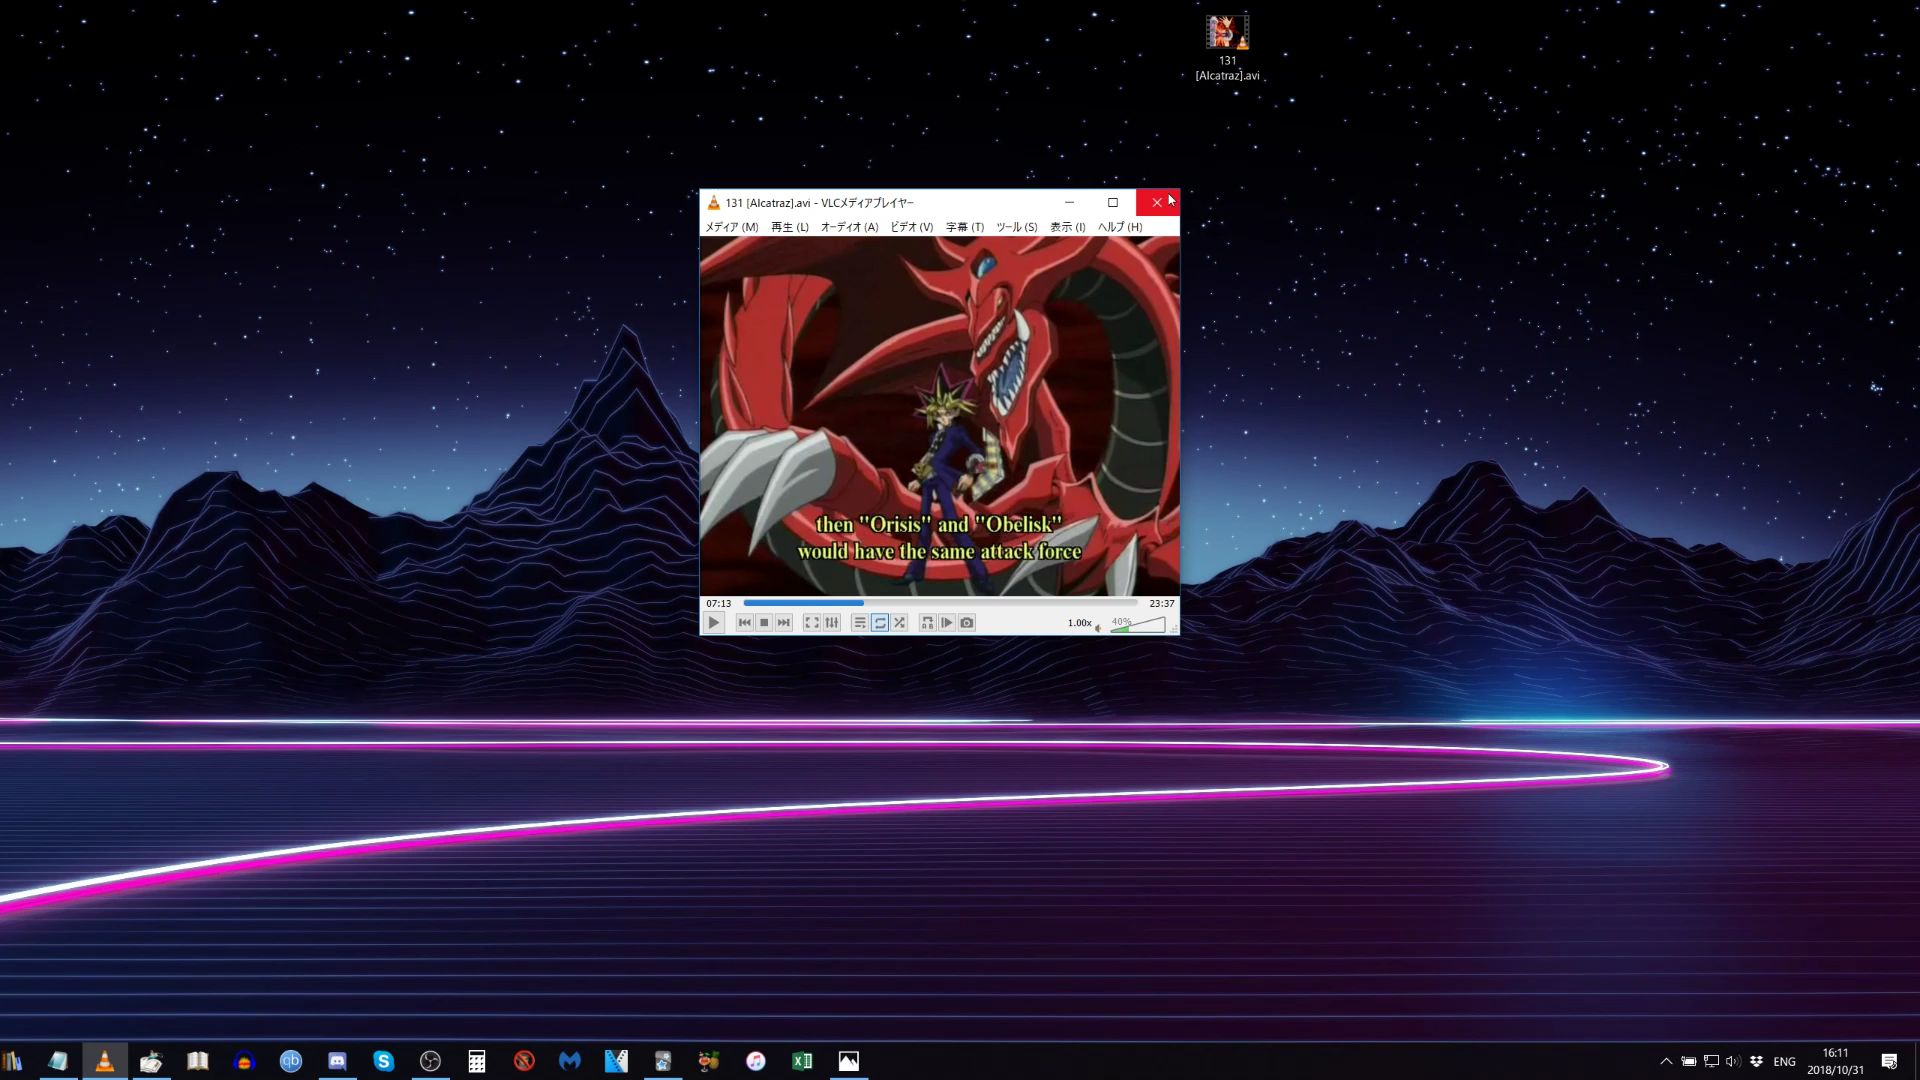 131
[Alcatraz].avi
131 [Alcatraz].avi - VLCメディアプレイヤー
メディア (M) 再生 (L) オーディオ (A) ビデオ (V) 字幕 (T) ツール (S) 表示 (I) ヘルプ (H)
then "Orisis" and "Obelisk"
would have the same attack force
07:13 23:37
1.00x 40%
qb
ENG 16:11
2018/10/31